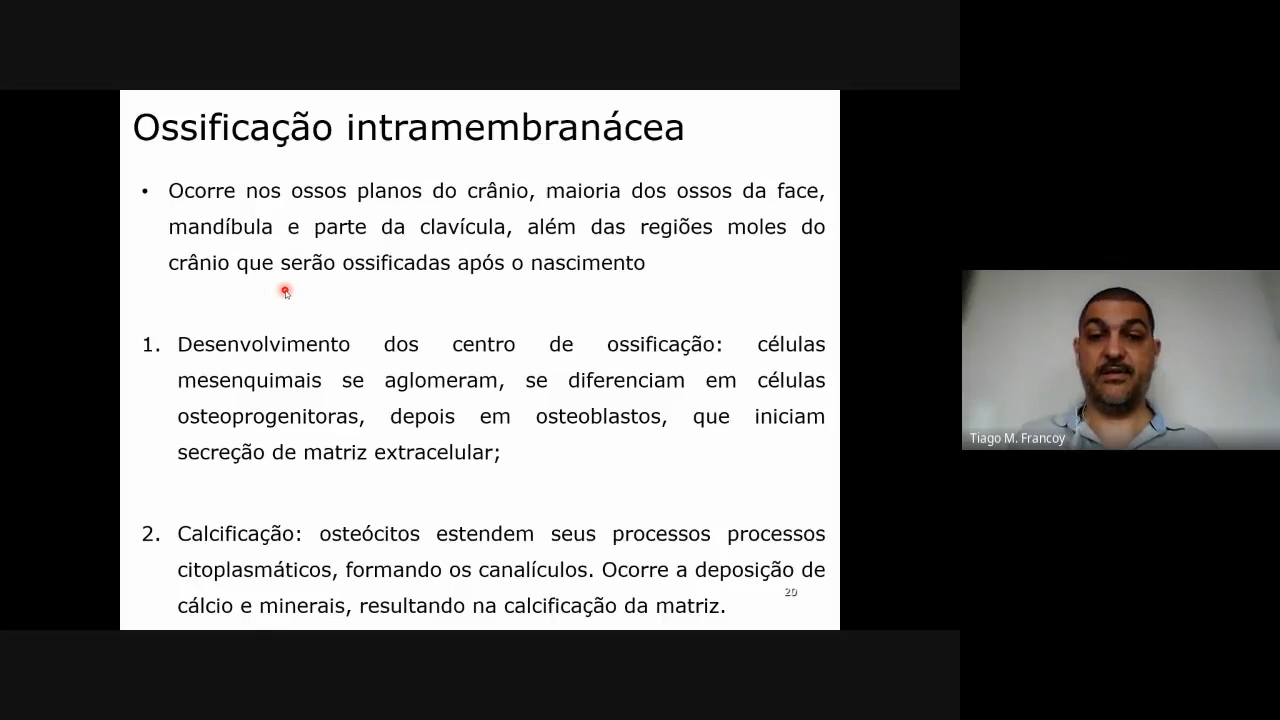 Ossificação intramembranácea
• Ocorre nos ossos planos do crânio, maioria dos ossos da face,
mandíbula e parte da clavícula, além das regiões moles do
crânio que serão ossificadas após o nascimento
1. Desenvolvimento dos centro de ossificação: células
mesenquimais se aglomeram, se diferenciam em células
osteoprogenitoras, depois em osteoblastos, que iniciam
secreção de matriz extracelular;
2. Calcificação: osteócitos estendem seus processos processos
citoplasmáticos, formando os canalículos. Ocorre a deposição de
cálcio e minerais, resultando na calcificação da matriz.
20
Tiago M. Francoy